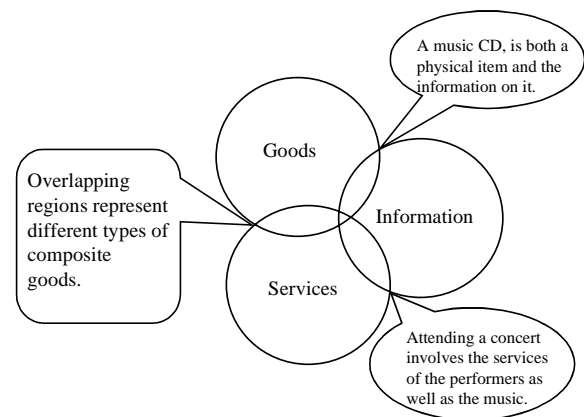 A music CD, is both a
physical item and the
information on it.
Goods
Overlapping
regions represent
different types of
composite
goods.
Information
Services
Attending a concert
involves the services
of the performers as
well as the music.